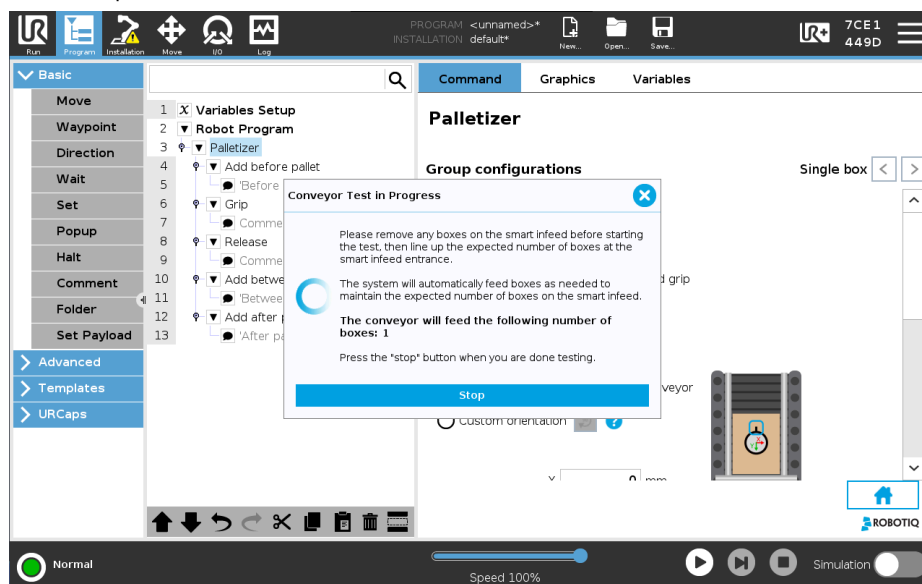 PROGRAM <unnamed>*
INSTALLATION default*
Run
Program
Installation
Move
I/O
Log
New...
Open...
Save...
UR+
7CE1
449D
Basic
Move
Waypoint
Direction
Wait
Set
Popup
Halt
Comment
Folder
Set Payload
Advanced
Templates
URCaps
1 X Variables Setup
2 Robot Program
3 Palletizer
4 Add before pallet
5 'Before
6 Grip
7 Comme
8 Release
9 Comme
10 Add betwe
11 'Betwee
12 Add after p
13 'After pa
Command
Graphics
Variables
Palletizer
Group configurations
Single box < >
Conveyor Test in Progress
Please remove any boxes on the smart infeed before starting
the test, then line up the expected number of boxes at the
smart infeed entrance.
The system will automatically feed boxes as needed to
maintain the expected number of boxes on the smart infeed.
The conveyor will feed the following number of
boxes: 1
Press the "stop" button when you are done testing.
Stop
d grip
veyor
Custom orientation
?
ROBOTIQ
Normal
Speed 100%
Simulation